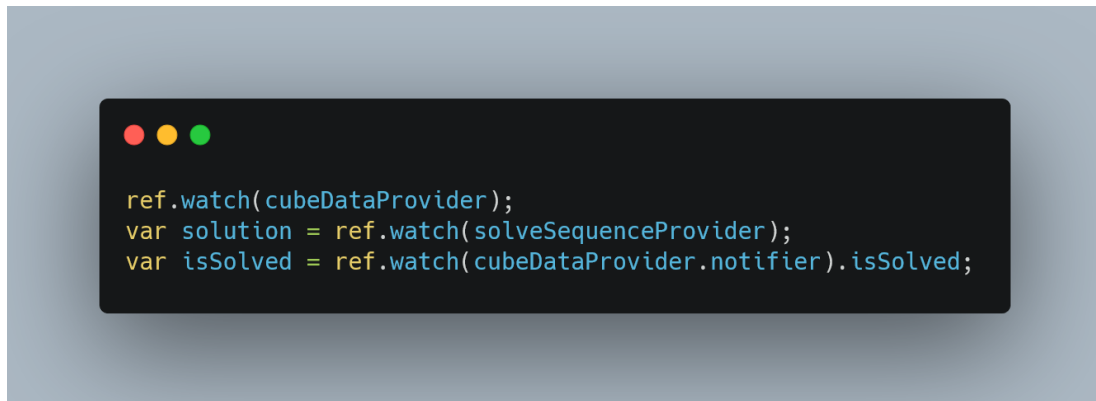 ref.watch(cubeDataProvider);
var solution = ref.watch(solveSequenceProvider);
var isSolved = ref.watch(cubeDataProvider.notifier).isSolved;